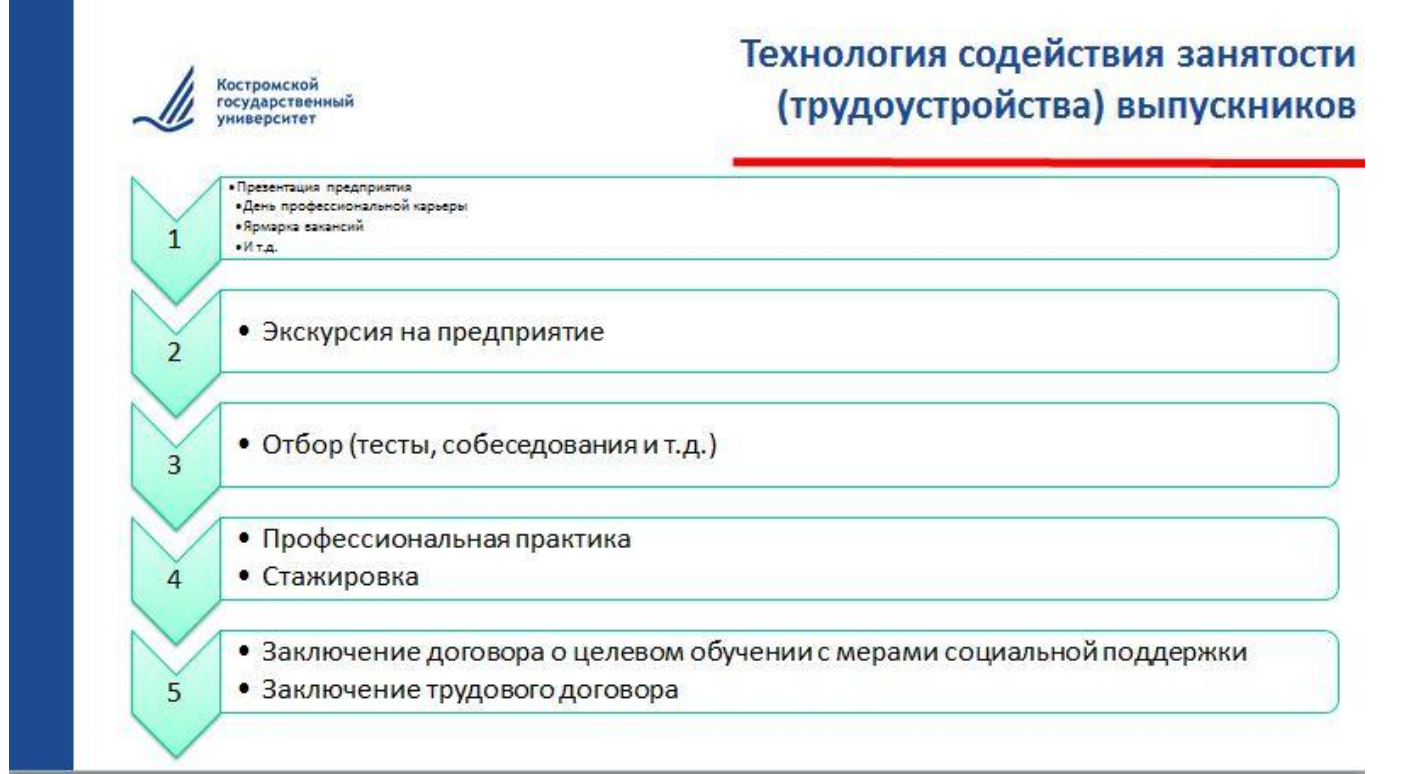 Костромской
государственный
университет
Технология содействия занятости
(трудоустройства) выпускников
1
•Презентация предприятия
•День профессиональной карьеры
•Ярмарка вакансий
•И т.д.
2
• Экскурсия на предприятие
3
• Отбор (тесты, собеседования и т.д.)
4
• Профессиональная практика
• Стажировка
5
• Заключение договора о целевом обучении с мерами социальной поддержки
• Заключение трудового договора